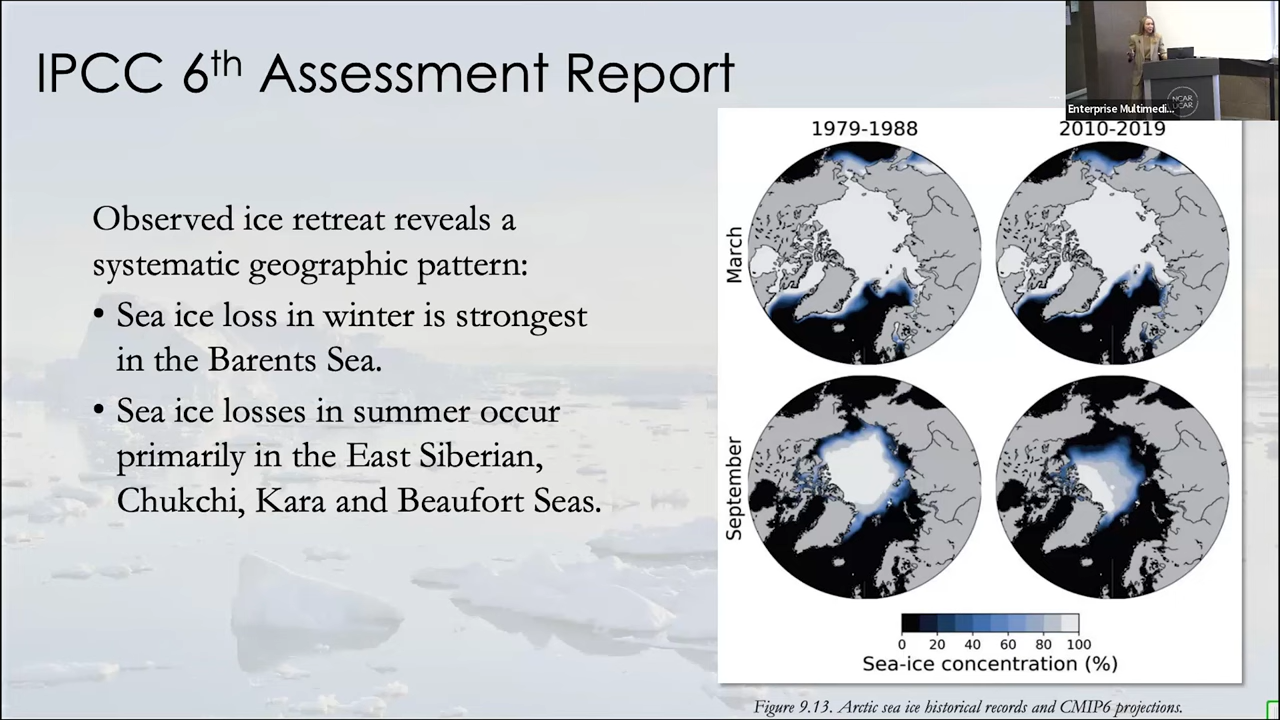 IPCC 6th Assessment Report
Enterprise Multimedi...
NCAR
UCAR
1979-1988
2010-2019
March
Observed ice retreat reveals a
systematic geographic pattern:
• Sea ice loss in winter is strongest
in the Barents Sea.
• Sea ice losses in summer occur
primarily in the East Siberian,
Chukchi, Kara and Beaufort Seas.
September
0 20 40 60 80 100
Sea-ice concentration (%)
Figure 9.13. Arctic sea ice historical records and CMIP6 projections.